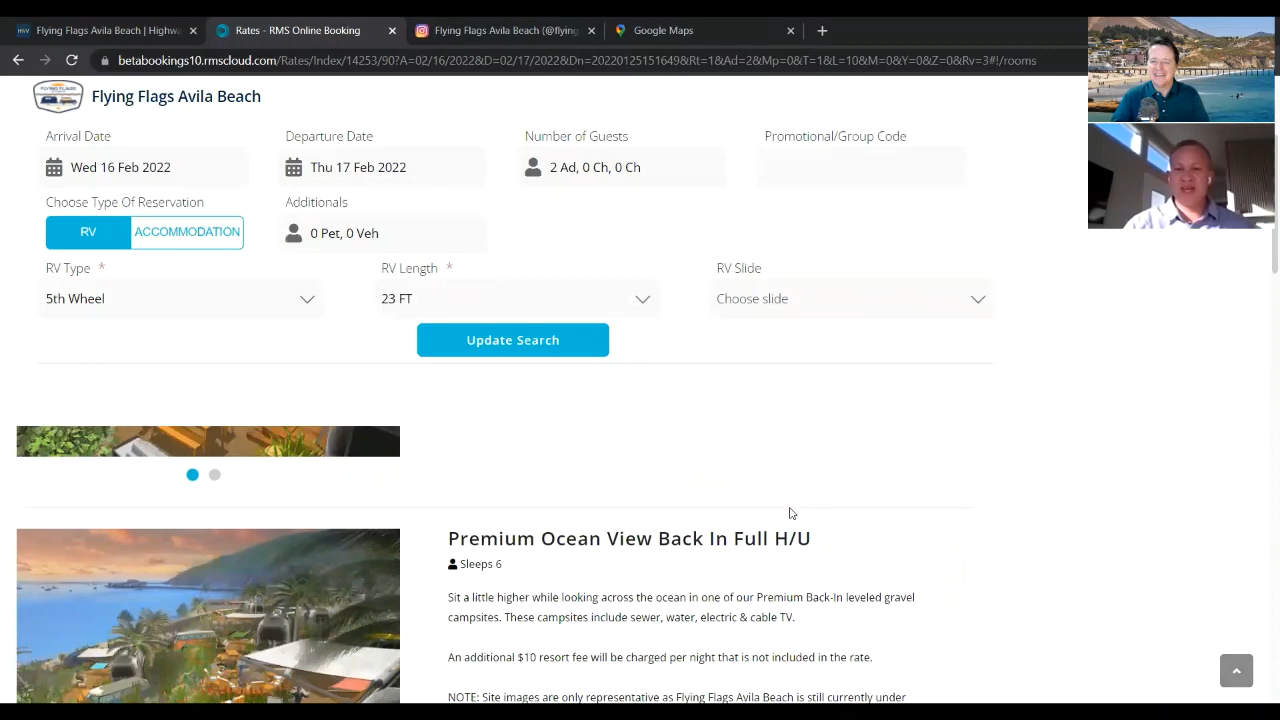 Flying Flags Avila Beach | Highw
Rates - RMS Online Booking
Flying Flags Avila Beach (@flying
Google Maps
betabookings10.rmscloud.com/Rates/Index/14253/90?A=02/16/2022&D=02/17/2022&Dn=20220125151649&Rt=1&Ad=2&Mp=0&T=1&L=10&M=0&Y=0&Z=0&Rv=3#!/rooms
FLYING FLAGS
Flying Flags Avila Beach
Arrival Date
Departure Date
Number of Guests
Promotional/Group Code
Wed 16 Feb 2022
Thu 17 Feb 2022
2 Ad, 0 Ch, 0 Ch
Choose Type Of Reservation
Additionals
RV
ACCOMMODATION
0 Pet, 0 Veh
RV Type *
RV Length *
RV Slide
5th Wheel
23 FT
Choose slide
Update Search
Premium Ocean View Back In Full H/U
Sleeps 6
Sit a little higher while looking across the ocean in one of our Premium Back-In leveled gravel
campsites. These campsites include sewer, water, electric & cable TV.
An additional $10 resort fee will be charged per night that is not included in the rate.
NOTE: Site images are only representative as Flying Flags Avila Beach is still currently under